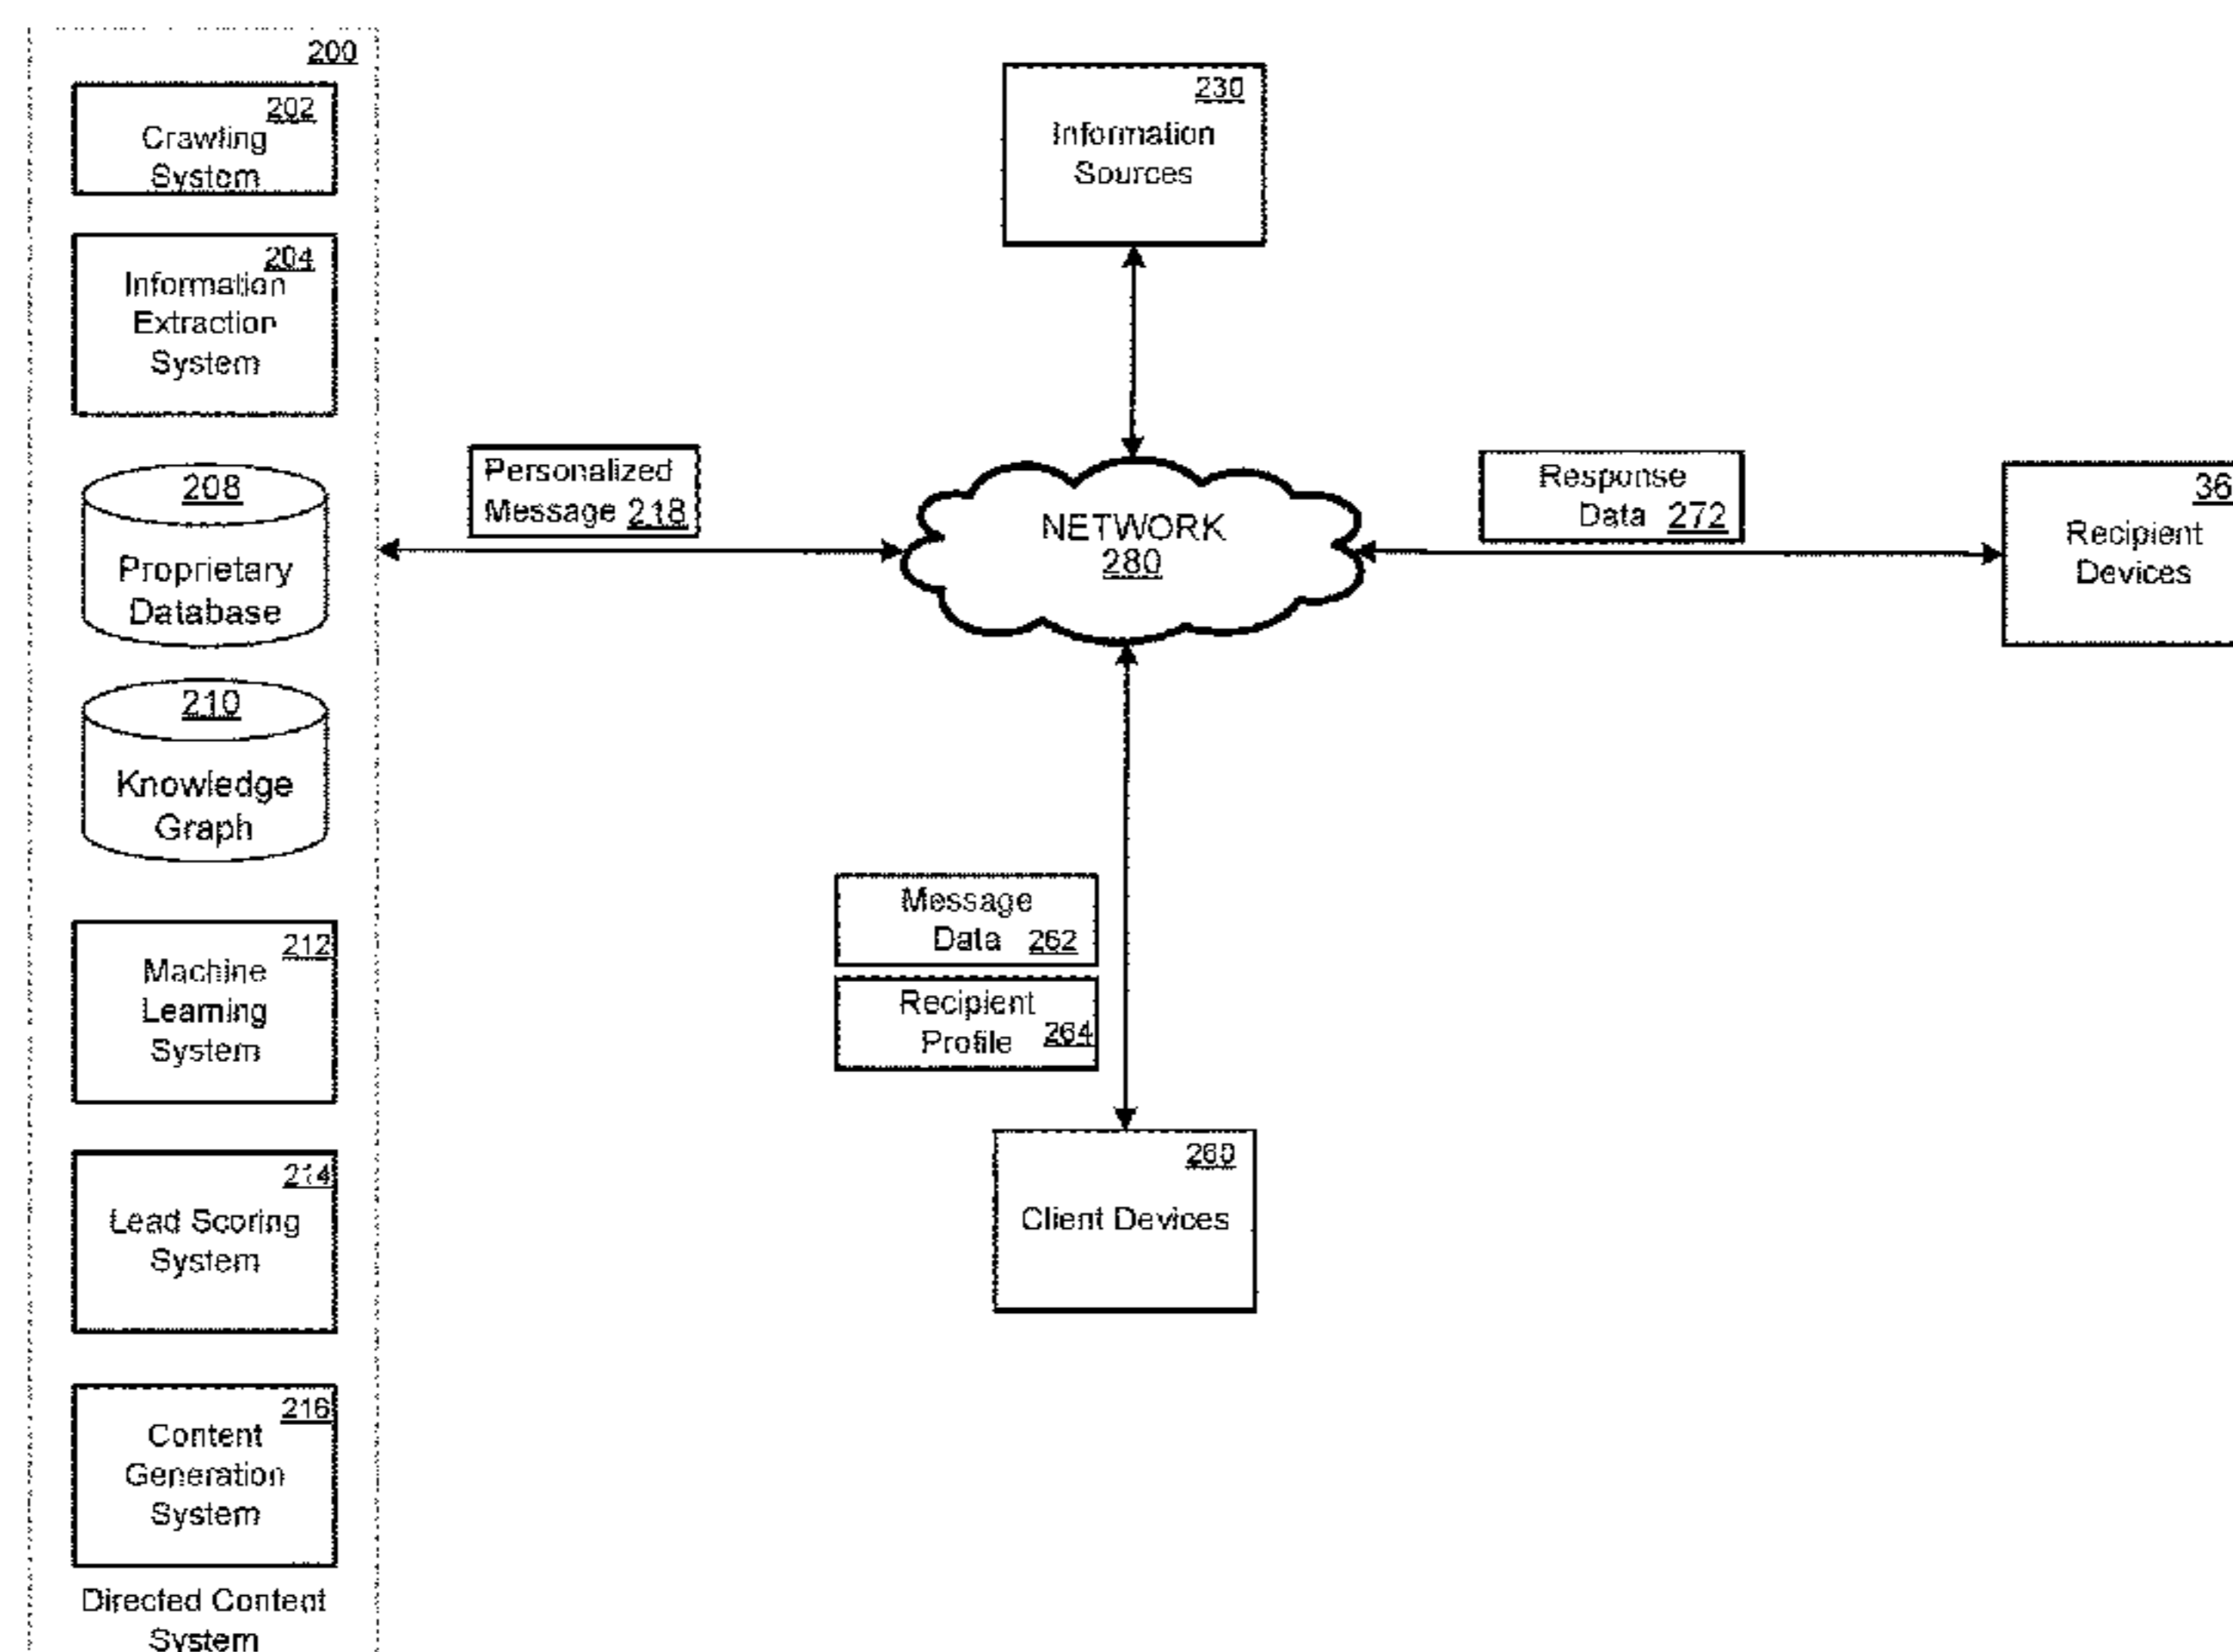 200
202
Crawling
System
204
Information
Extraction
System
208
Proprietary
Database
210
Knowledge
Graph
212
Machine
Learning
System
214
Lead Scoring
System
216
Content
Generation
System
Directed Content
System
Personalized
Message 218
230
Information
Sources
NETWORK
280
Response
Data 272
36
Recipient
Devices
Message
Data 262
Recipient
Profile 264
260
Client Devices